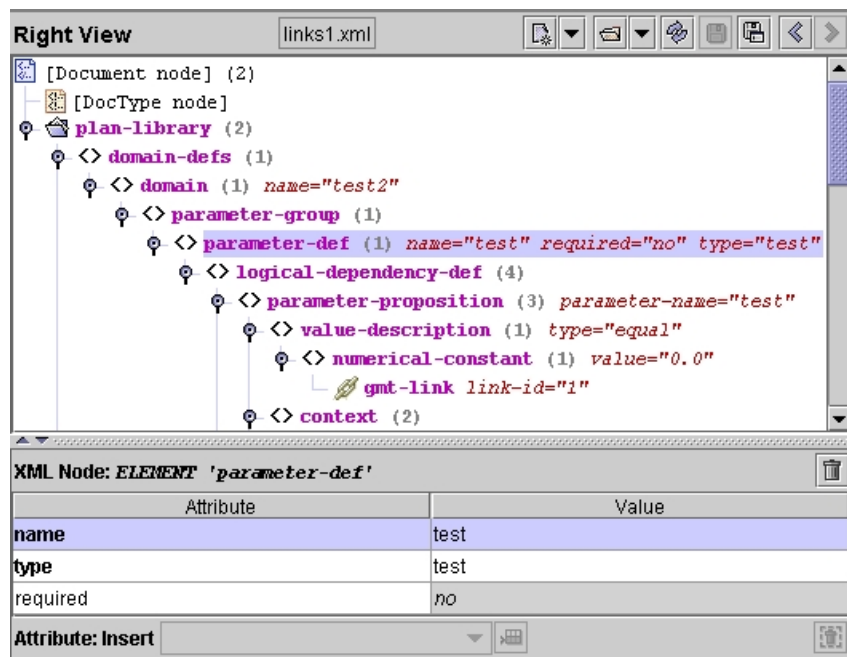 Right View links1.xml
[Document node] (2)
[DocType node]
plan-library (2)
<> domain-defs (1)
<> domain (1) name="test2"
<> parameter-group (1)
<> parameter-def (1) name="test" required="no" type="test"
<> logical-dependency-def (4)
<> parameter-proposition (3) parameter-name="test"
<> value-description (1) type="equal"
<> numerical-constant (1) value="0.0"
gmt-link link-id="1"
<> context (2)
XML Node: ELEMENT 'parameter-def'
Attribute Value
name test
type test
required no
Attribute: Insert